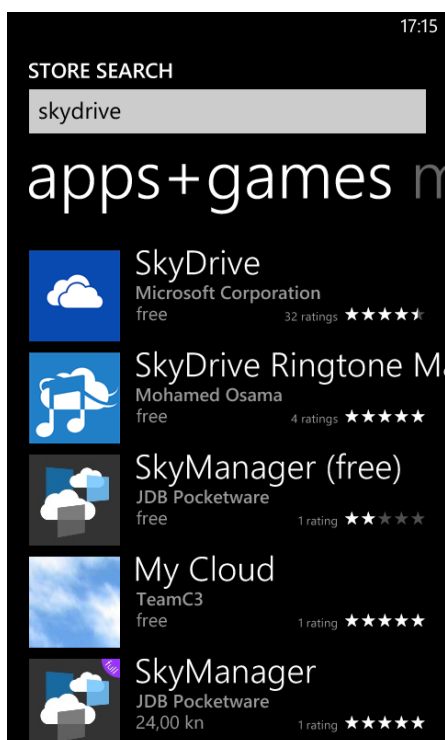 17:15
STORE SEARCH
skydrive
apps+games m
SkyDrive
Microsoft Corporation
free 32 ratings
SkyDrive Ringtone Ma
Mohamed Osama
free 4 ratings
SkyManager (free)
JDB Pocketware
free 1 rating
My Cloud
TeamC3
free 1 rating
full
SkyManager
JDB Pocketware
24,00 kn 1 rating